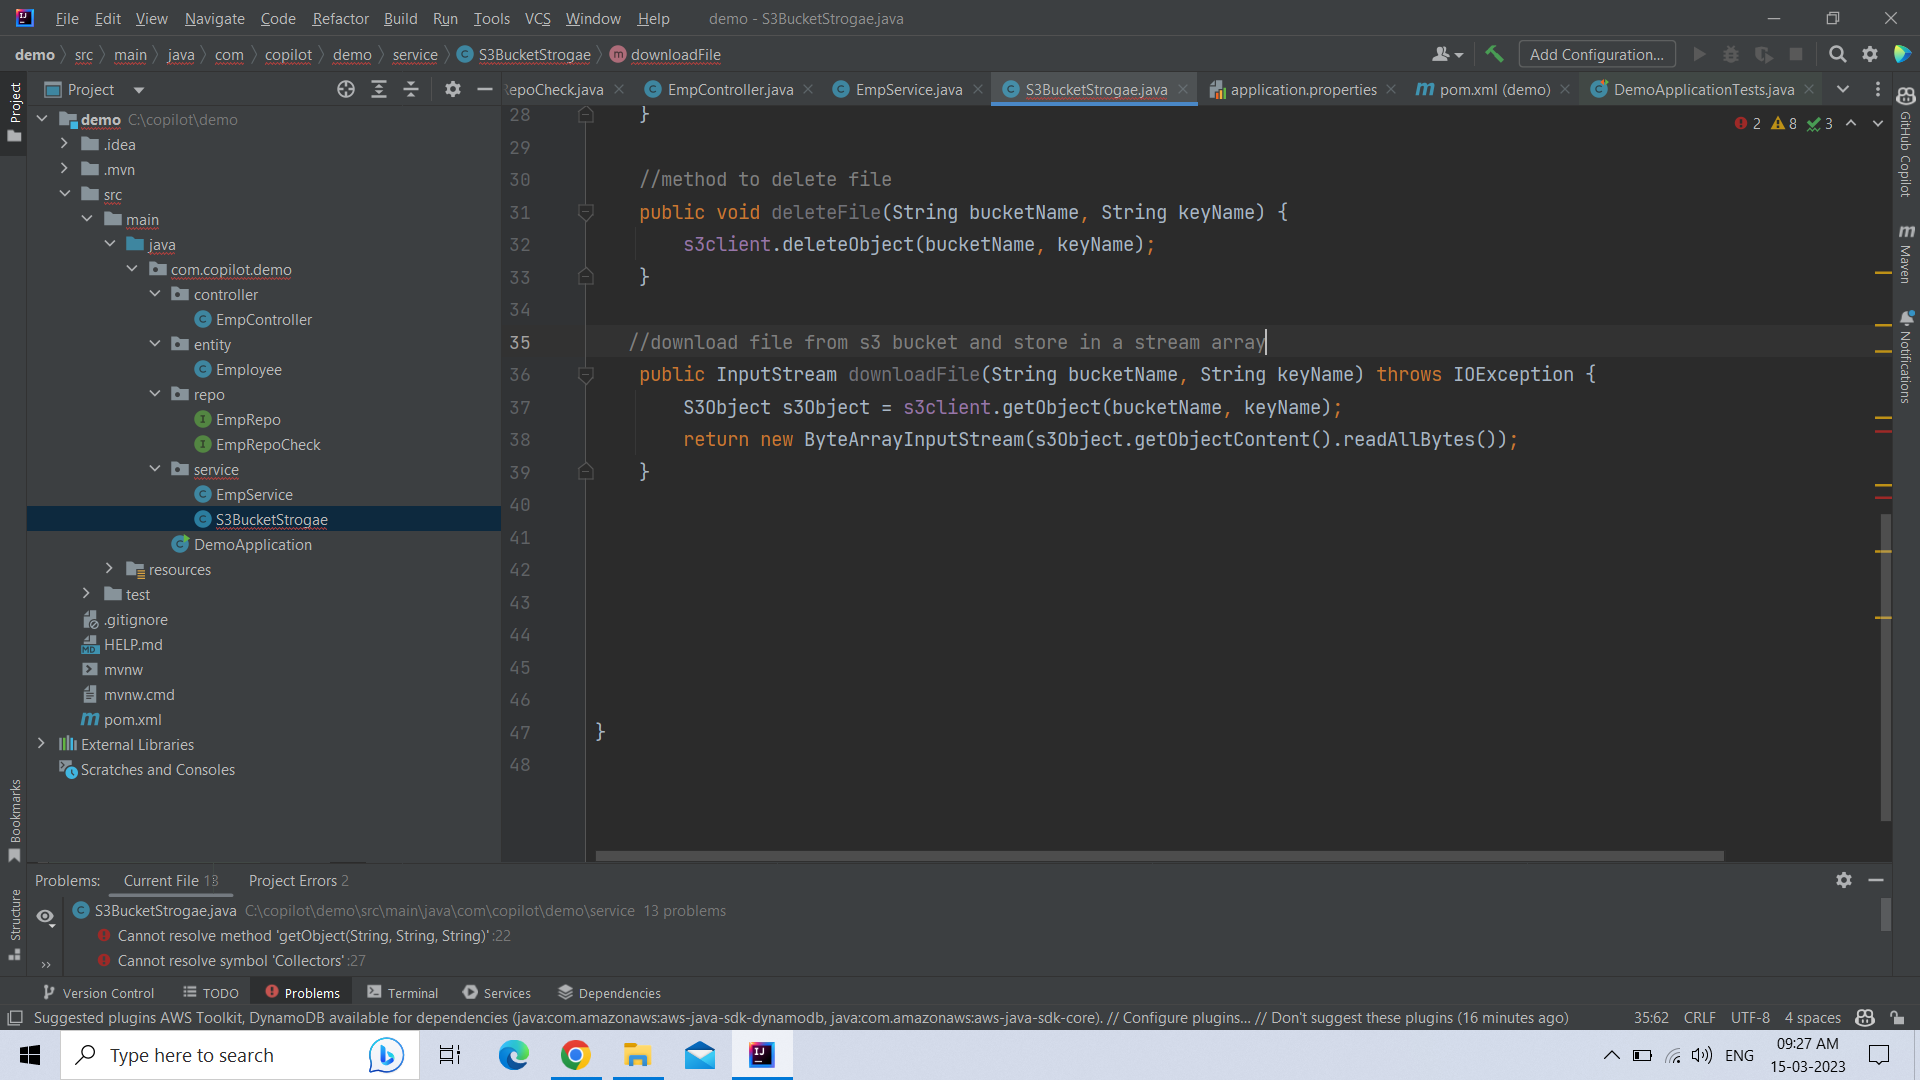 File Edit View Navigate Code Refactor Build Run Tools VCS Window Help demo - S3BucketStrogae.java
demo src main java com copilot demo service S3BucketStrogae downloadFile Add Configuration...
Project
epoCheck.java EmpController.java EmpService.java S3BucketStrogae.java application.properties pom.xml (demo) DemoApplicationTests.java
2 8 3
Project
demo C:\copilot\demo
.idea
.mvn
src
main
java
com.copilot.demo
controller
EmpController
entity
Employee
repo
EmpRepo
EmpRepoCheck
service
EmpService
S3BucketStrogae
DemoApplication
resources
test
.gitignore
HELP.md
mvnw
mvnw.cmd
pom.xml
External Libraries
Scratches and Consoles
Bookmarks
Structure
28 }
29
30 //method to delete file
31 public void deleteFile(String bucketName, String keyName) {
32 s3client.deleteObject(bucketName, keyName);
33 }
34
35 //download file from s3 bucket and store in a stream array
36 public InputStream downloadFile(String bucketName, String keyName) throws IOException {
37 S3Object s3Object = s3client.getObject(bucketName, keyName);
38 return new ByteArrayInputStream(s3Object.getObjectContent().readAllBytes());
39 }
40
41
42
43
44
45
46
47 }
48
GitHub Copilot
Maven
Notifications
Problems: Current File 13 Project Errors 2
S3BucketStrogae.java C:\copilot\demo\src\main\java\com\copilot\demo\service 13 problems
Cannot resolve method 'getObject(String, String, String)' :22
Cannot resolve symbol 'Collectors' :27
Version Control TODO Problems Terminal Services Dependencies
Suggested plugins AWS Toolkit, DynamoDB available for dependencies (java:com.amazonaws:aws-java-sdk-dynamodb, java:com.amazonaws:aws-java-sdk-core). // Configure plugins... // Don't suggest these plugins (16 minutes ago) 35:62 CRLF UTF-8 4 spaces
Type here to search
ENG
09:27 AM
15-03-2023